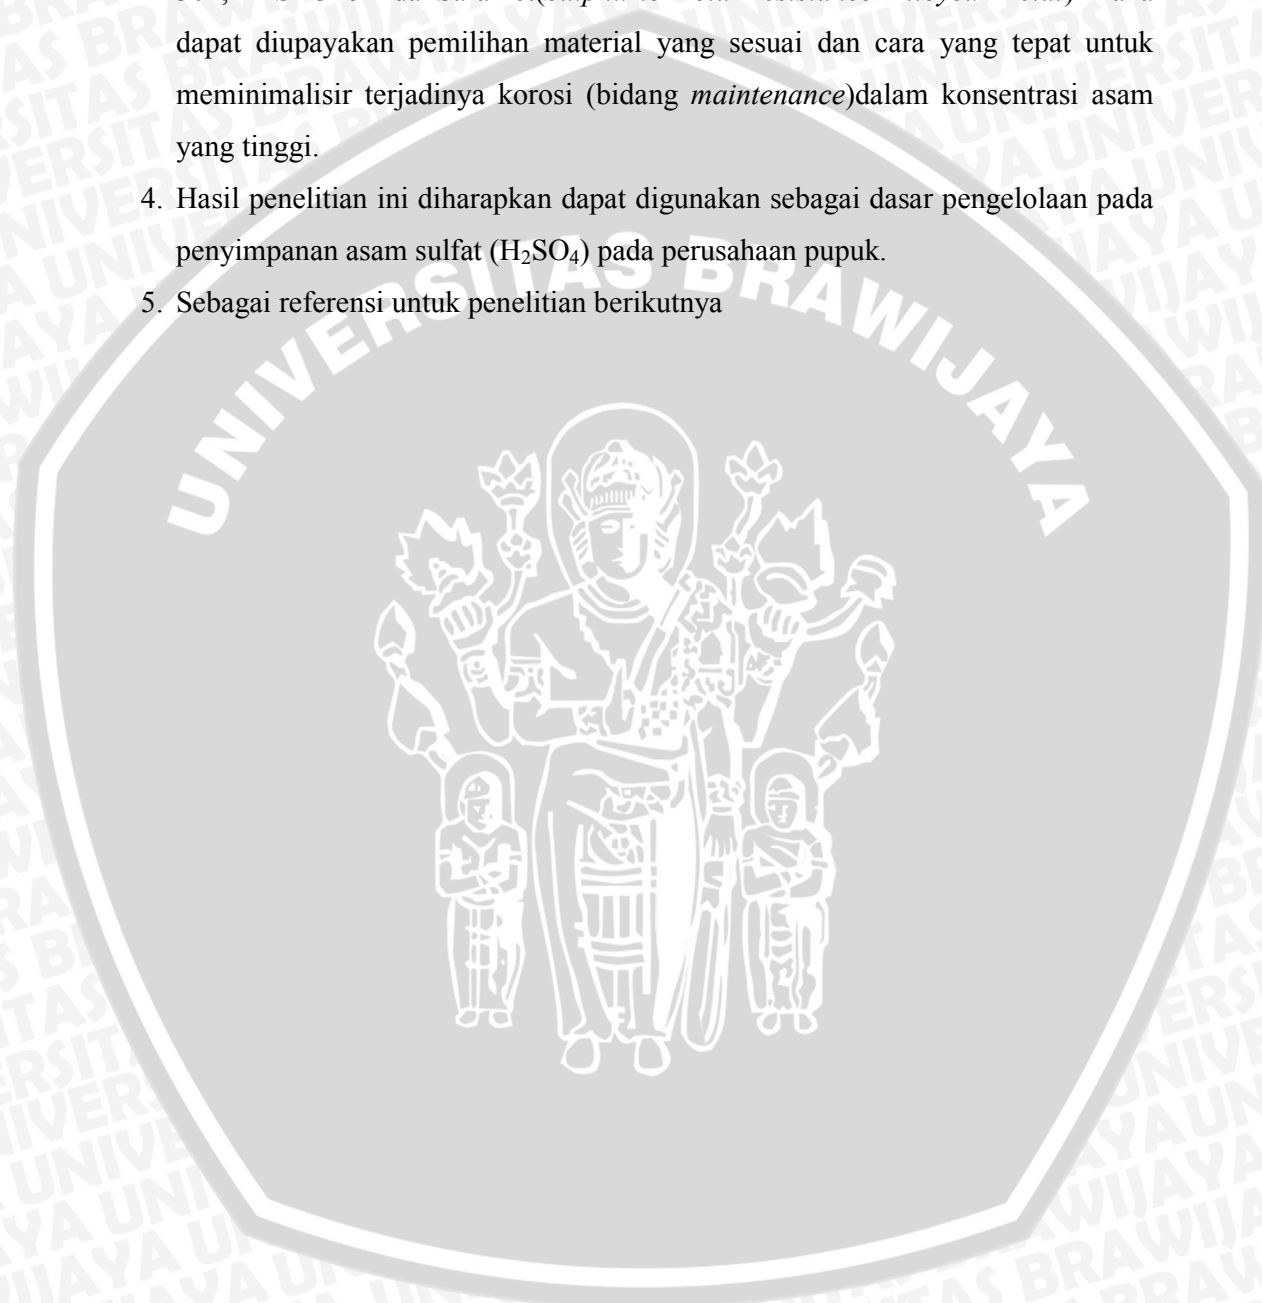 dapat diupayakan pemilihan material yang sesuai dan cara yang tepat untuk
meminimalisir terjadinya korosi (bidang maintenance)dalam konsentrasi asam
yang tinggi.
4. Hasil penelitian ini diharapkan dapat digunakan sebagai dasar pengelolaan pada
penyimpanan asam sulfat (H₂SO₄) pada perusahaan pupuk.
5. Sebagai referensi untuk penelitian berikutnya
UNIVERSITAS BRAWIJAYA